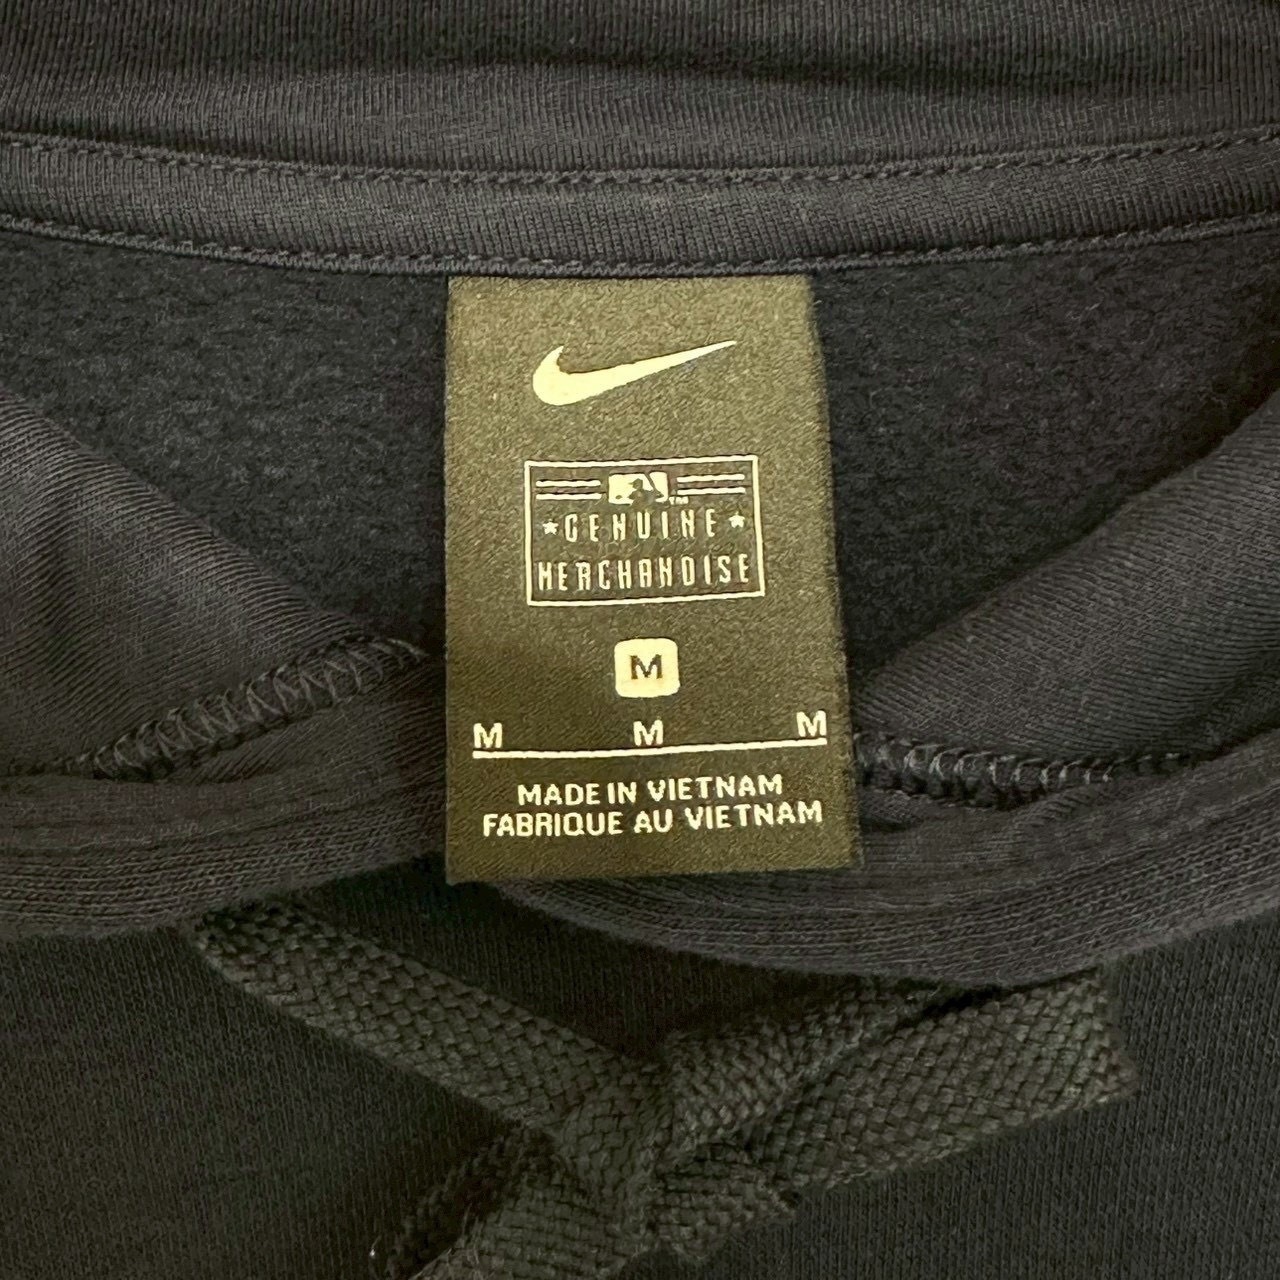 GENUINE
MERCHANDISE
M
M M M
MADE IN VIETNAM
FABRIQUE AU VIETNAM